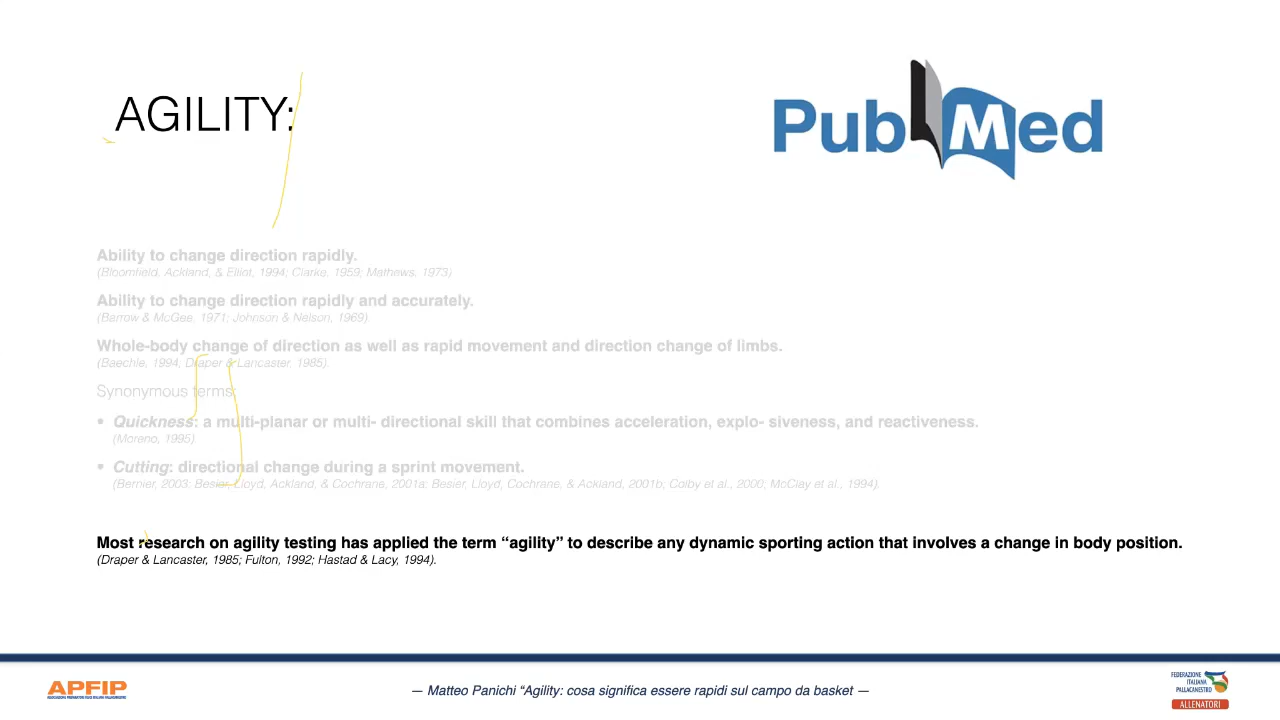 AGILITY:
PubMed
Ability to change direction rapidly.
(Bloomfield, Ackland, & Elliot, 1994; Clarke, 1959; Mathews, 1973)
Ability to change direction rapidly and accurately.
(Barrow & McGee, 1971; Johnson & Nelson, 1969).
Whole-body change of direction as well as rapid movement and direction change of limbs.
(Baechle, 1994; Draper & Lancaster, 1985).
Synonymous terms:
• Quickness: a multi-planar or multi- directional skill that combines acceleration, explo- siveness, and reactiveness.
(Moreno, 1995).
• Cutting: directional change during a sprint movement.
(Bernier, 2003; Besier, Lloyd, Ackland, & Cochrane, 2001a; Besier, Lloyd, Cochrane, & Ackland, 2001b; Colby et al., 2000; McClay et al., 1994).
Most research on agility testing has applied the term “agility” to describe any dynamic sporting action that involves a change in body position.
(Draper & Lancaster, 1985; Fulton, 1992; Hastad & Lacy, 1994).
APFIP
— Matteo Panichi “Agility: cosa significa essere rapidi sul campo da basket —
FEDERAZIONE
ITALIANA
PALLACANESTRO
ALLENATORI